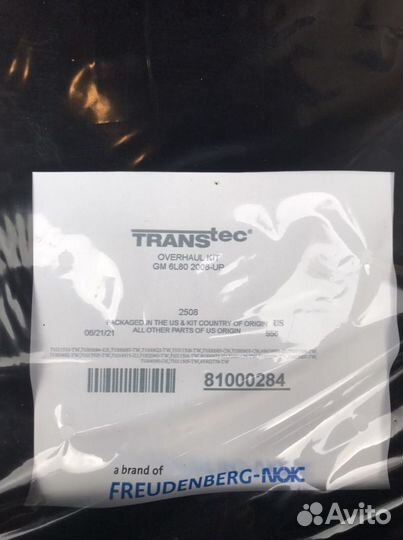 TRANStec®
OVERHAUL KIT
GM 6L80 2006-UP
2508
PACKAGED IN THE US & KIT COUNTRY OF ORIGIN US
06/21/21 ALL OTHER PARTS OF US ORIGIN 556
81000284
a brand of
FREUDENBERG-NOK
Avito